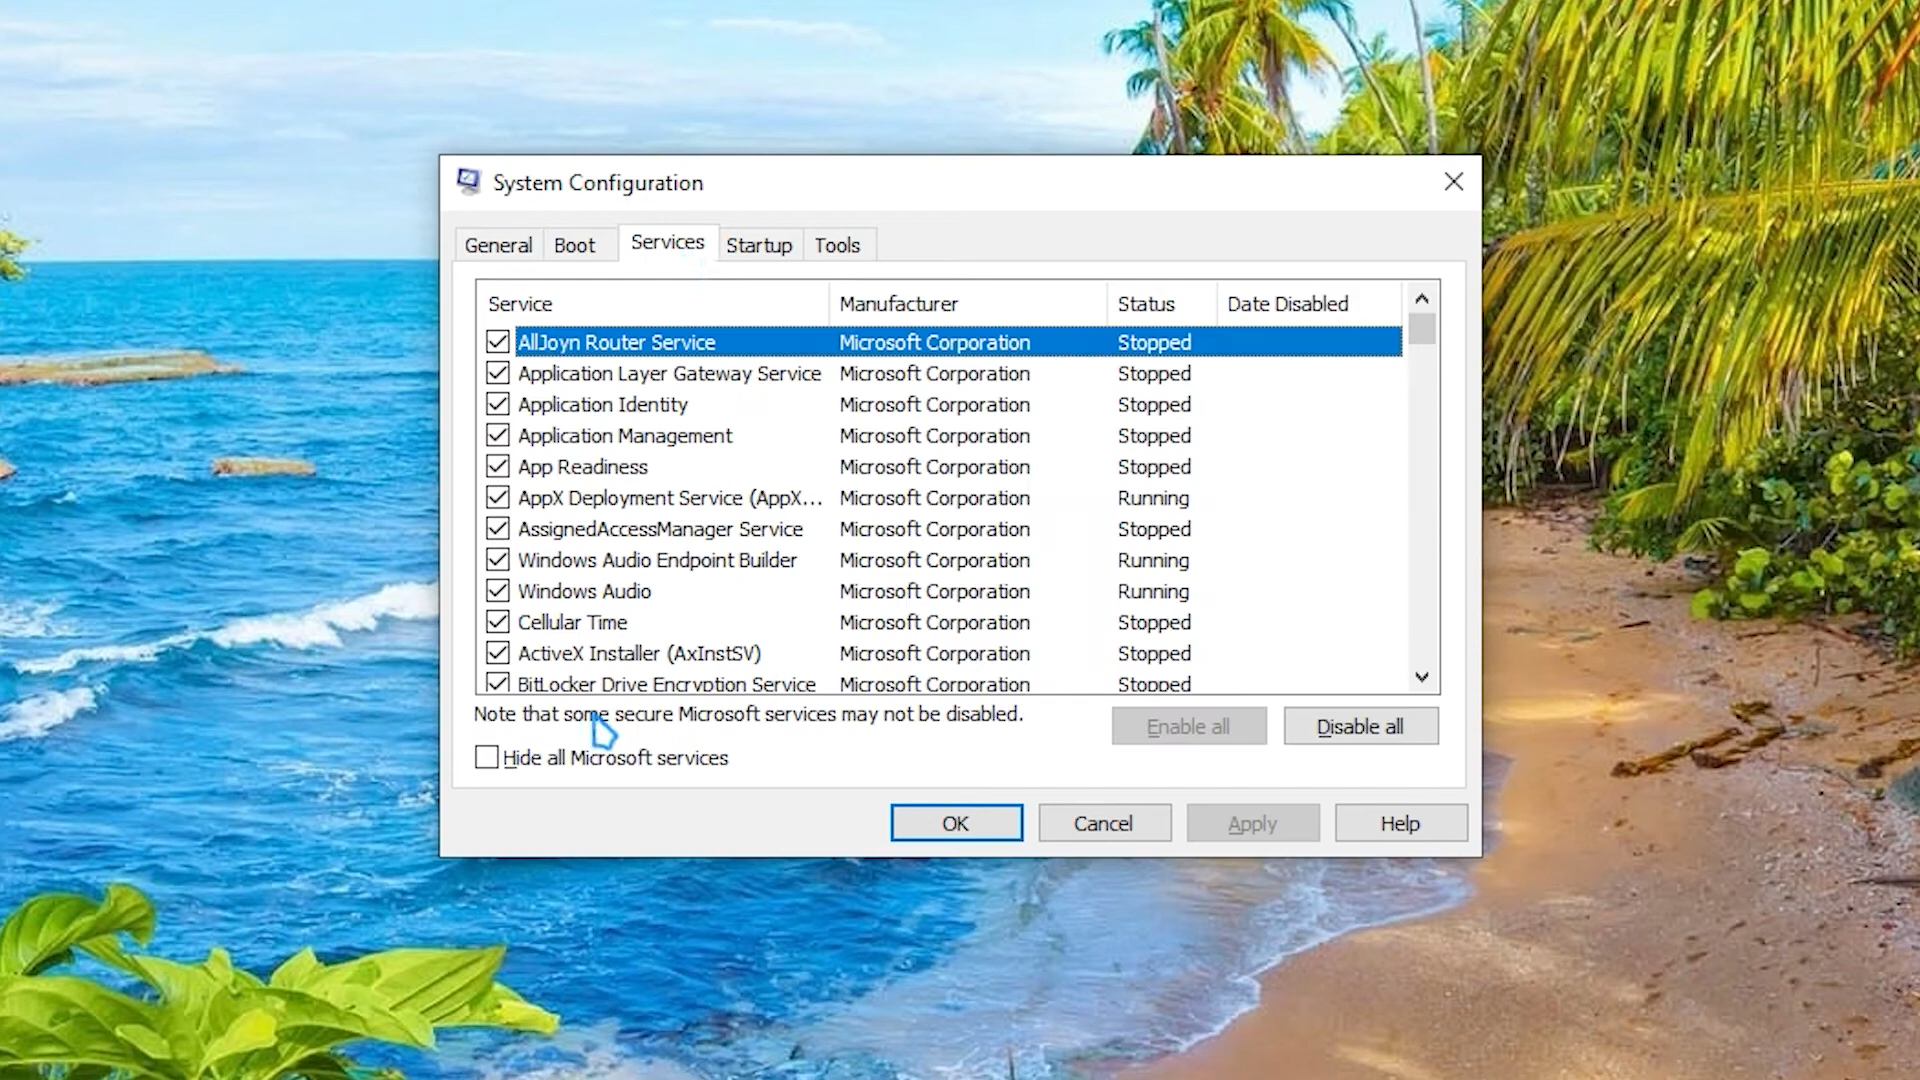 System Configuration
General Boot Services Startup Tools
Service Manufacturer Status Date Disabled
AllJoyn Router Service Microsoft Corporation Stopped
Application Layer Gateway Service Microsoft Corporation Stopped
Application Identity Microsoft Corporation Stopped
Application Management Microsoft Corporation Stopped
App Readiness Microsoft Corporation Stopped
AppX Deployment Service (AppX... Microsoft Corporation Running
AssignedAccessManager Service Microsoft Corporation Stopped
Windows Audio Endpoint Builder Microsoft Corporation Running
Windows Audio Microsoft Corporation Running
Cellular Time Microsoft Corporation Stopped
ActiveX Installer (AxInstSV) Microsoft Corporation Stopped
BitLocker Drive Encryption Service Microsoft Corporation Stopped
Note that some secure Microsoft services may not be disabled.
Enable all Disable all
Hide all Microsoft services
OK Cancel Apply Help